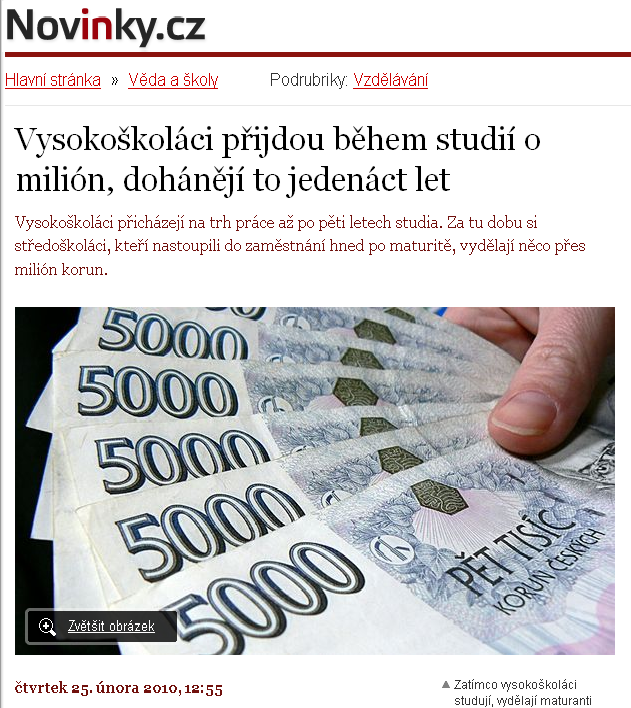 Novinky.cz
Hlavní stránka » Věda a školy Podrubriky: Vzdělávání
Vysokoškoláci přijdou během studií o
milión, dohánějí to jedenáct let
Vysokoškoláci přicházejí na trh práce až po pěti letech studia. Za tu dobu si
středoškoláci, kteří nastoupili do zaměstnání hned po maturitě, vydělají něco přes
milión korun.
5000
5000
5000
5000
5000
PĚT TISÍC
KORUN ČESKÝCH
Zvětšit obrázek
čtvrtek 25. února 2010, 12:55
Zatímco vysokoškoláci
studují, vydělají maturanti